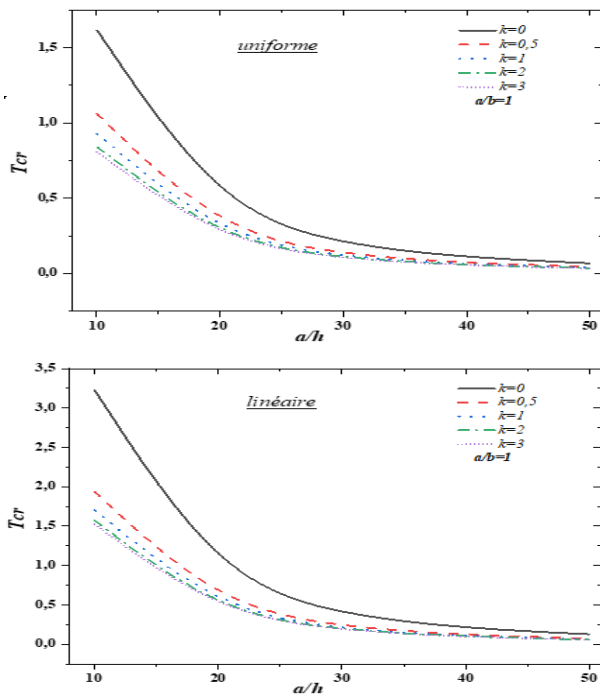 uniforme
k=0
k=0,5
k=1
k=2
k=3
a/b=1
1,5
1,0
0,5
0,0
Tcr
10 20 30 40 50
a/h
linéaire
k=0
k=0,5
k=1
k=2
k=3
a/b=1
3,5
3,0
2,5
2,0
1,5
1,0
0,5
0,0
Tcr
10 20 30 40 50
a/h